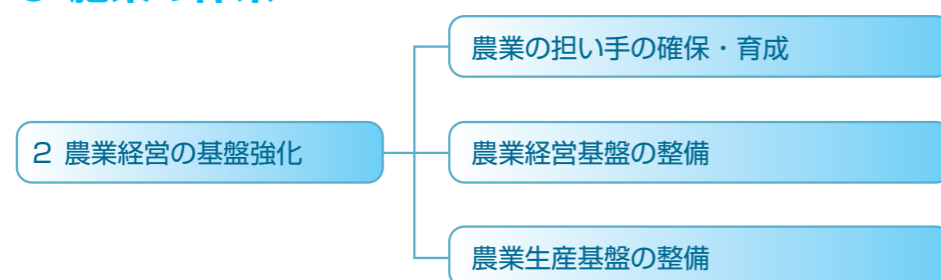 農業の担い手の確保・育成
2 農業経営の基盤強化
農業経営基盤の整備
農業生産基盤の整備